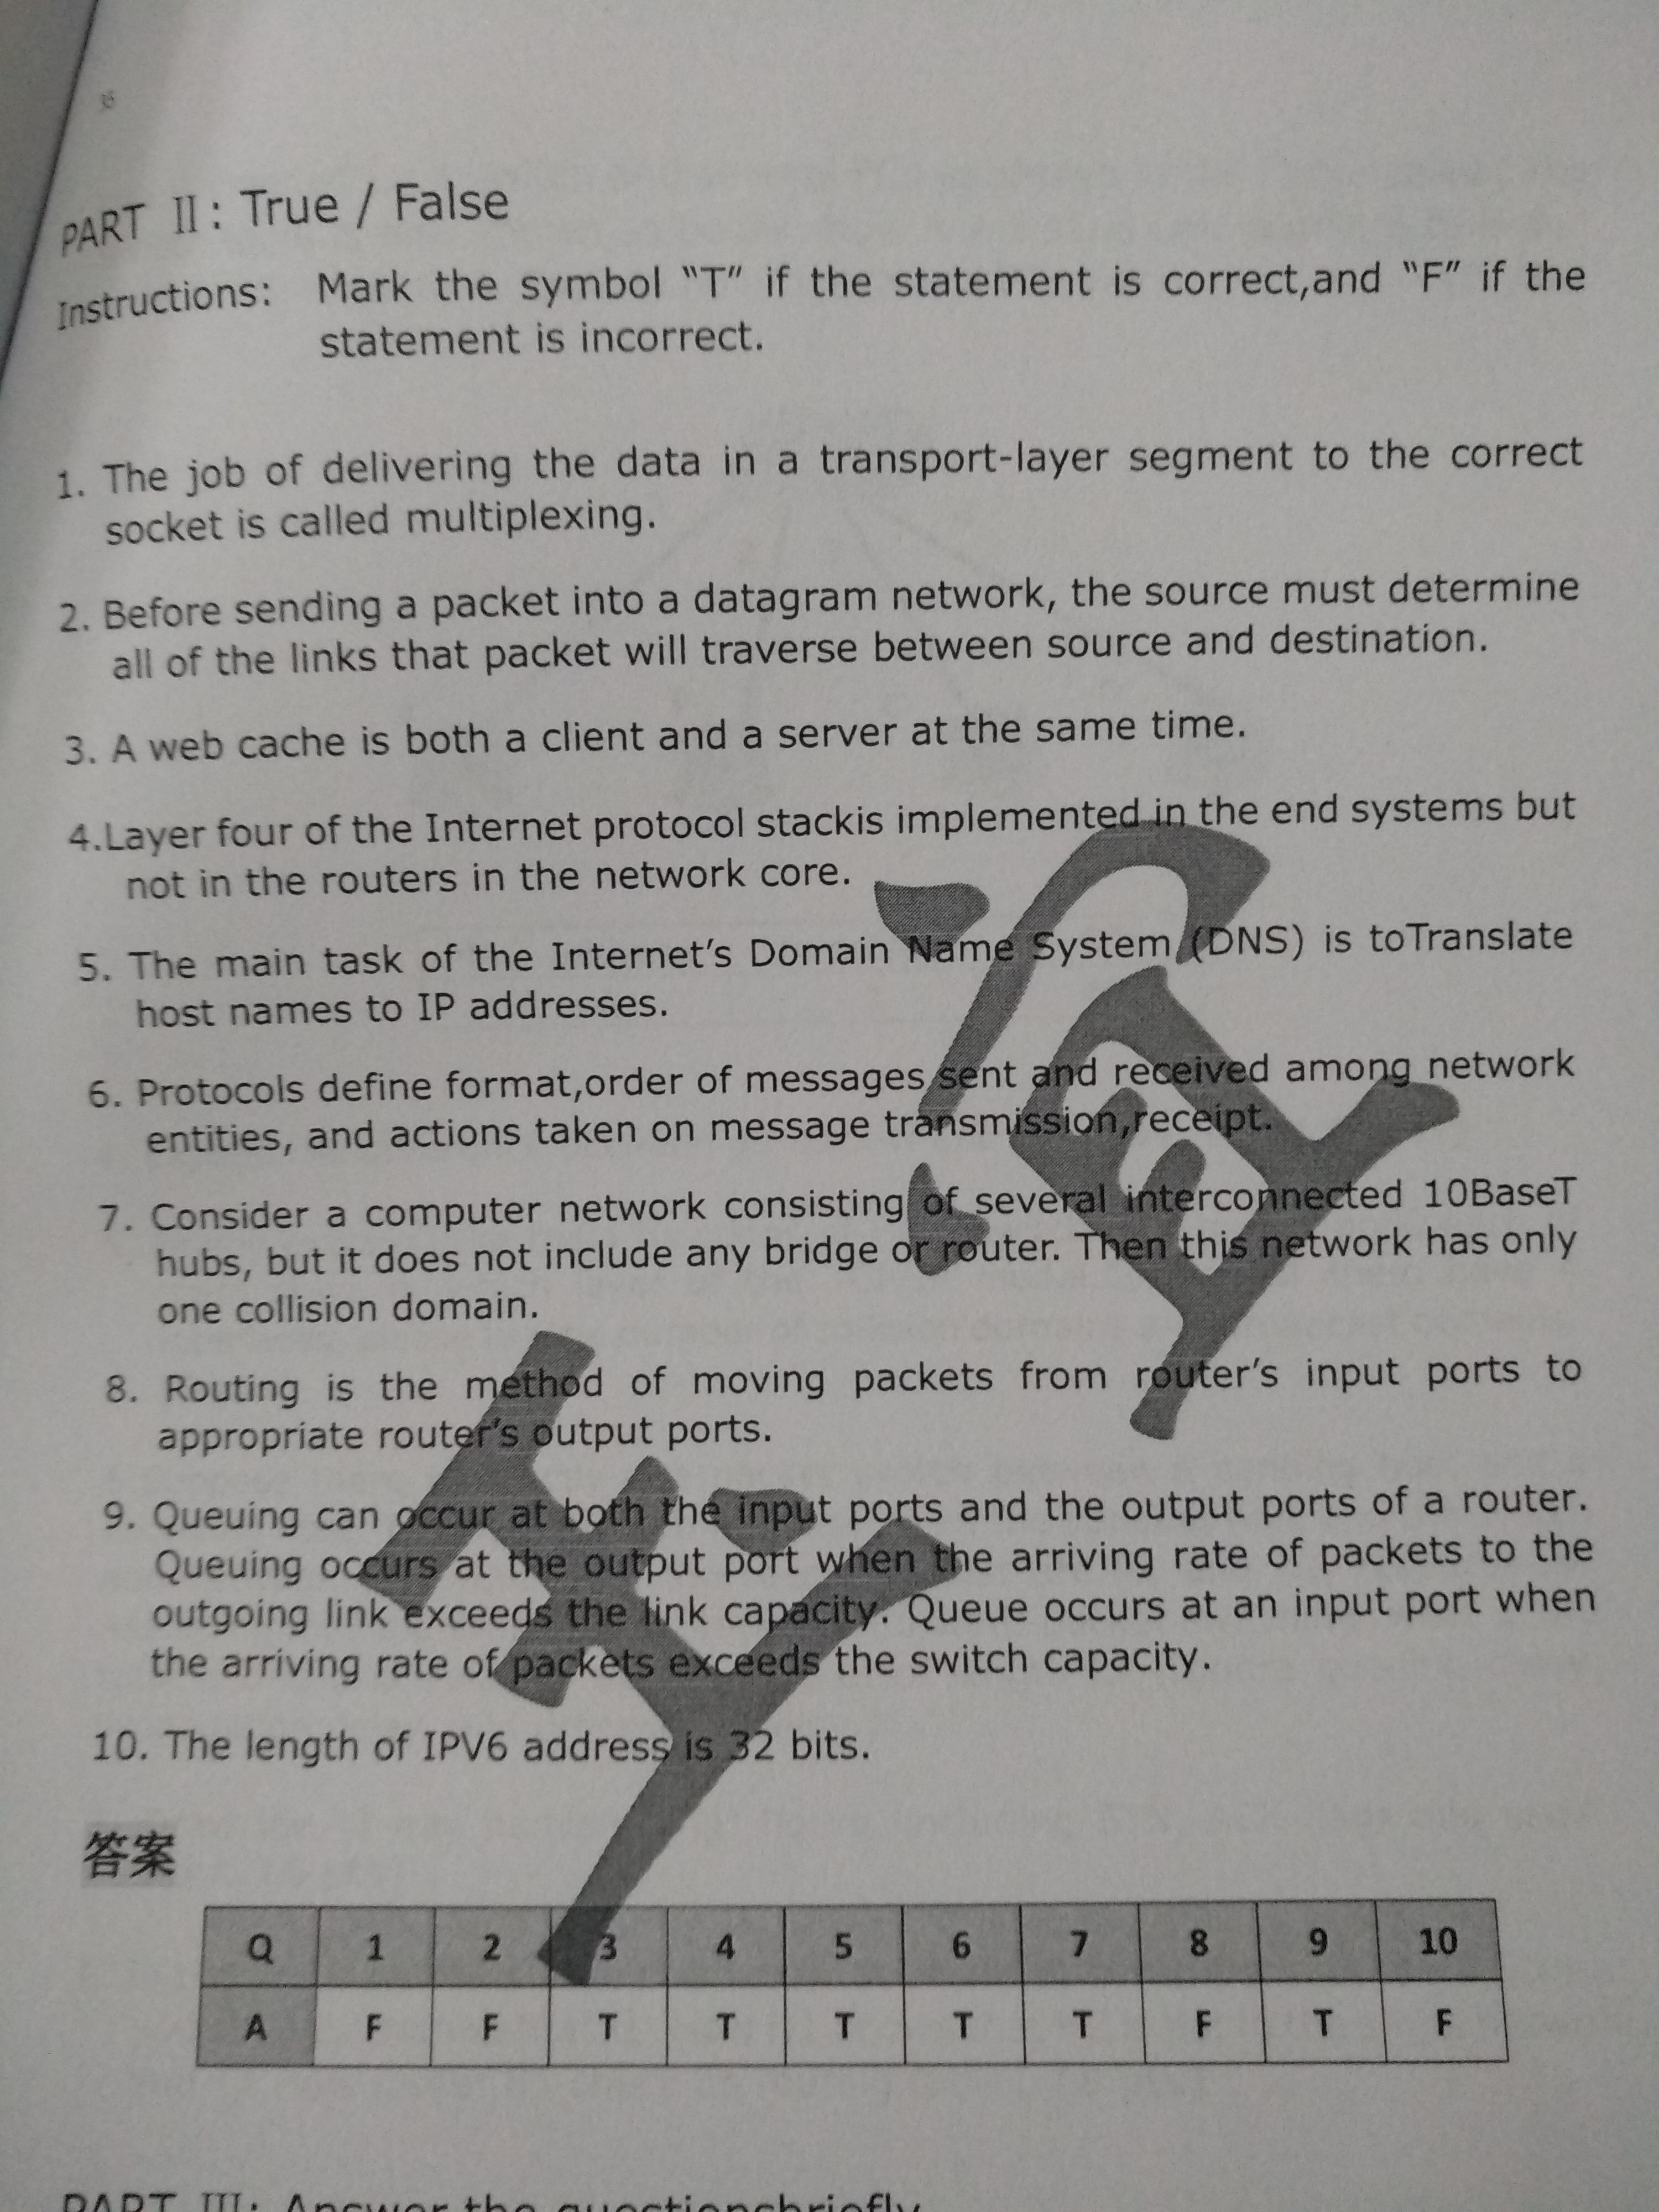 PART II: True / False
Instructions: Mark the symbol “T” if the statement is correct,and “F” if the
statement is incorrect.
1. The job of delivering the data in a transport-layer segment to the correct
socket is called multiplexing.
2. Before sending a packet into a datagram network, the source must determine
all of the links that packet will traverse between source and destination.
3. A web cache is both a client and a server at the same time.
4.Layer four of the Internet protocol stackis implemented in the end systems but
not in the routers in the network core.
5. The main task of the Internet’s Domain Name System (DNS) is toTranslate
host names to IP addresses.
6. Protocols define format,order of messages sent and received among network
entities, and actions taken on message transmission,receipt.
7. Consider a computer network consisting of several interconnected 10BaseT
hubs, but it does not include any bridge or router. Then this network has only
one collision domain.
8. Routing is the method of moving packets from router’s input ports to
appropriate router’s output ports.
9. Queuing can occur at both the input ports and the output ports of a router.
Queuing occurs at the output port when the arriving rate of packets to the
outgoing link exceeds the link capacity. Queue occurs at an input port when
the arriving rate of packets exceeds the switch capacity.
10. The length of IPV6 address is 32 bits.
答案
Q 1 2 3 4 5 6 7 8 9 10
A F F T T T T T F T F
PART III: Answer the questionsbriefly